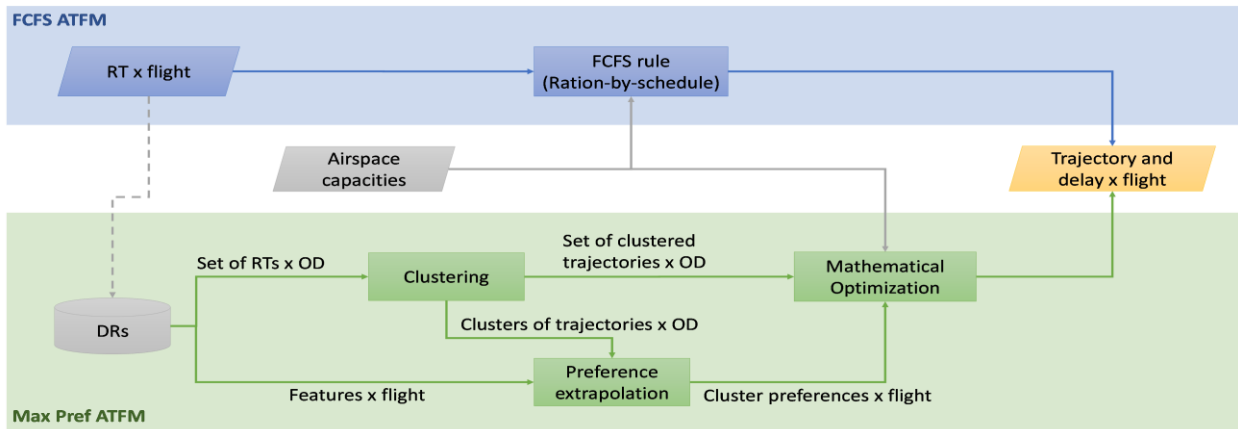 FCFS ATFM
RT x flight
FCFS rule
(Ration-by-schedule)
Airspace
capacities
Trajectory and
delay x flight
Set of RTs x OD
Clustering
Set of clustered
trajectories x OD
Mathematical
Optimization
DRs
Clusters of trajectories x OD
Features x flight
Preference
extrapolation
Cluster preferences x flight
Max Pref ATFM